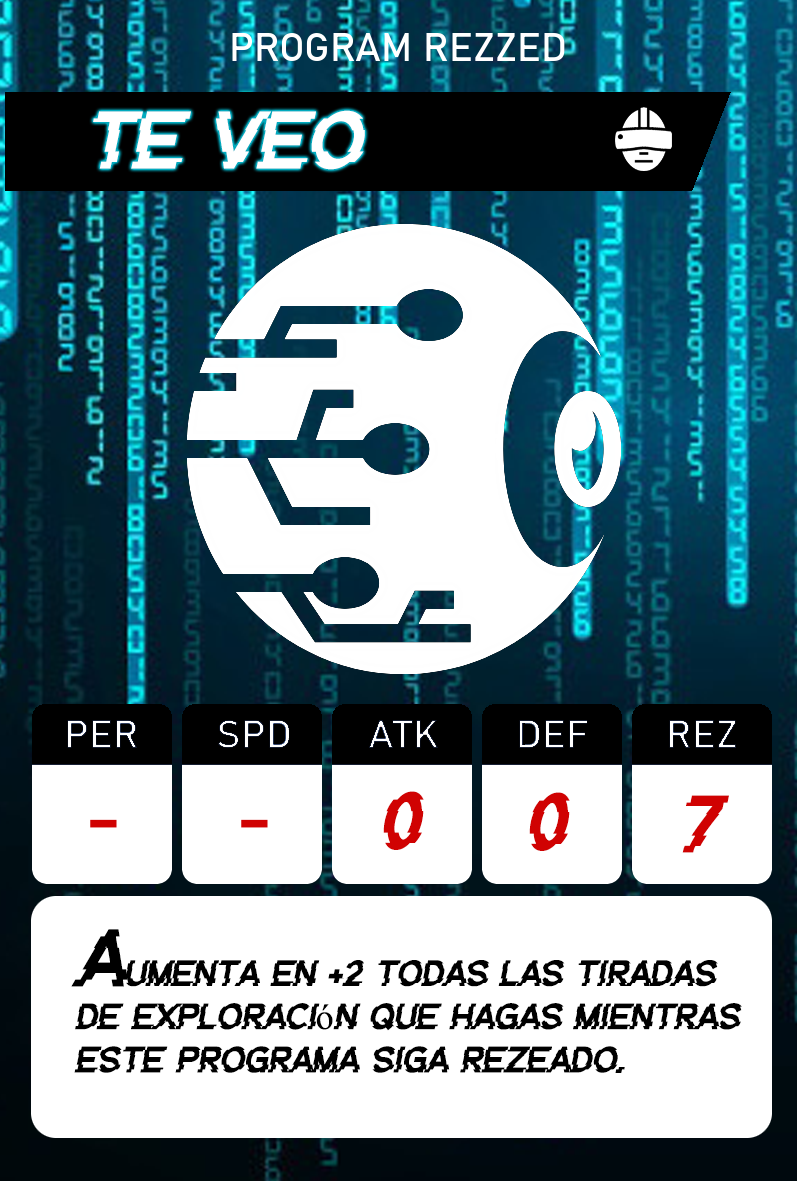 PROGRAM REZZED
TE VEO
PER SPD ATK DEF REZ
- - 0 0 7
AUMENTA EN +2 TODAS LAS TIRADAS
DE EXPLORACIóN QUE HAGAS MIENTRAS
ESTE PROGRAMA SIGA REZEADO.